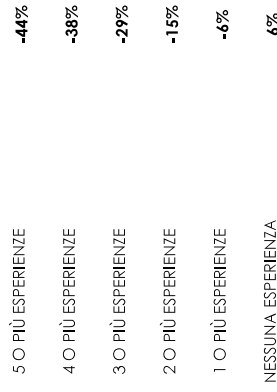 5 O PIÙ ESPERIENZE -44%
4 O PIÙ ESPERIENZE -38%
3 O PIÙ ESPERIENZE -29%
2 O PIÙ ESPERIENZE -15%
1 O PIÙ ESPERIENZE -6%
NESSUNA ESPERIENZA 6%